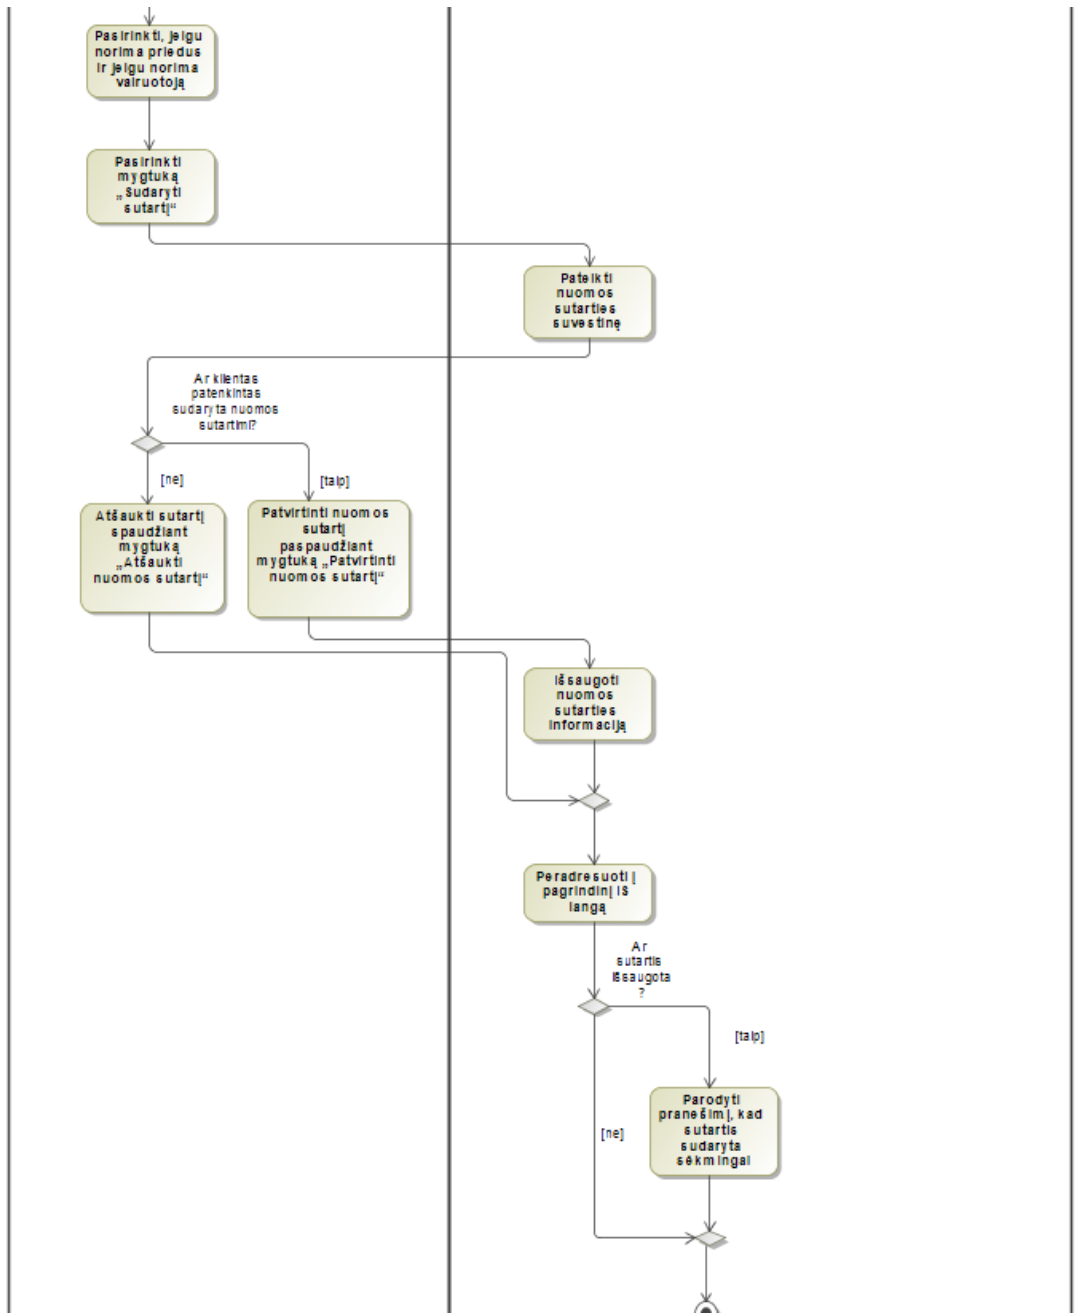 Pasirinkti, jeigu
norima priedus
ir jeigu norima
vairuotoją
Pasirinkti
mygtuką
„Sudaryti
sutartį“
Pateikti
nuomos
sutarties
suvestinę
Ar klientas
patenkintas
sudaryta nuomos
sutartimi?
[ne]
[taip]
Atšaukti sutartį
spaudžiant
mygtuką
„Atšaukti
nuomos sutartį“
Patvirtinti nuomos
sutartį
paspaudžiant
mygtuką „Patvirtinti
nuomos sutartį“
Išsaugoti
nuomos
sutarties
informaciją
Peradresuoti į
pagrindinį iš
langą
Ar
sutartis
išsaugota
?
[taip]
[ne]
Parodyti
pranešimį, kad
sutartis
sudaryta
sėkmingai